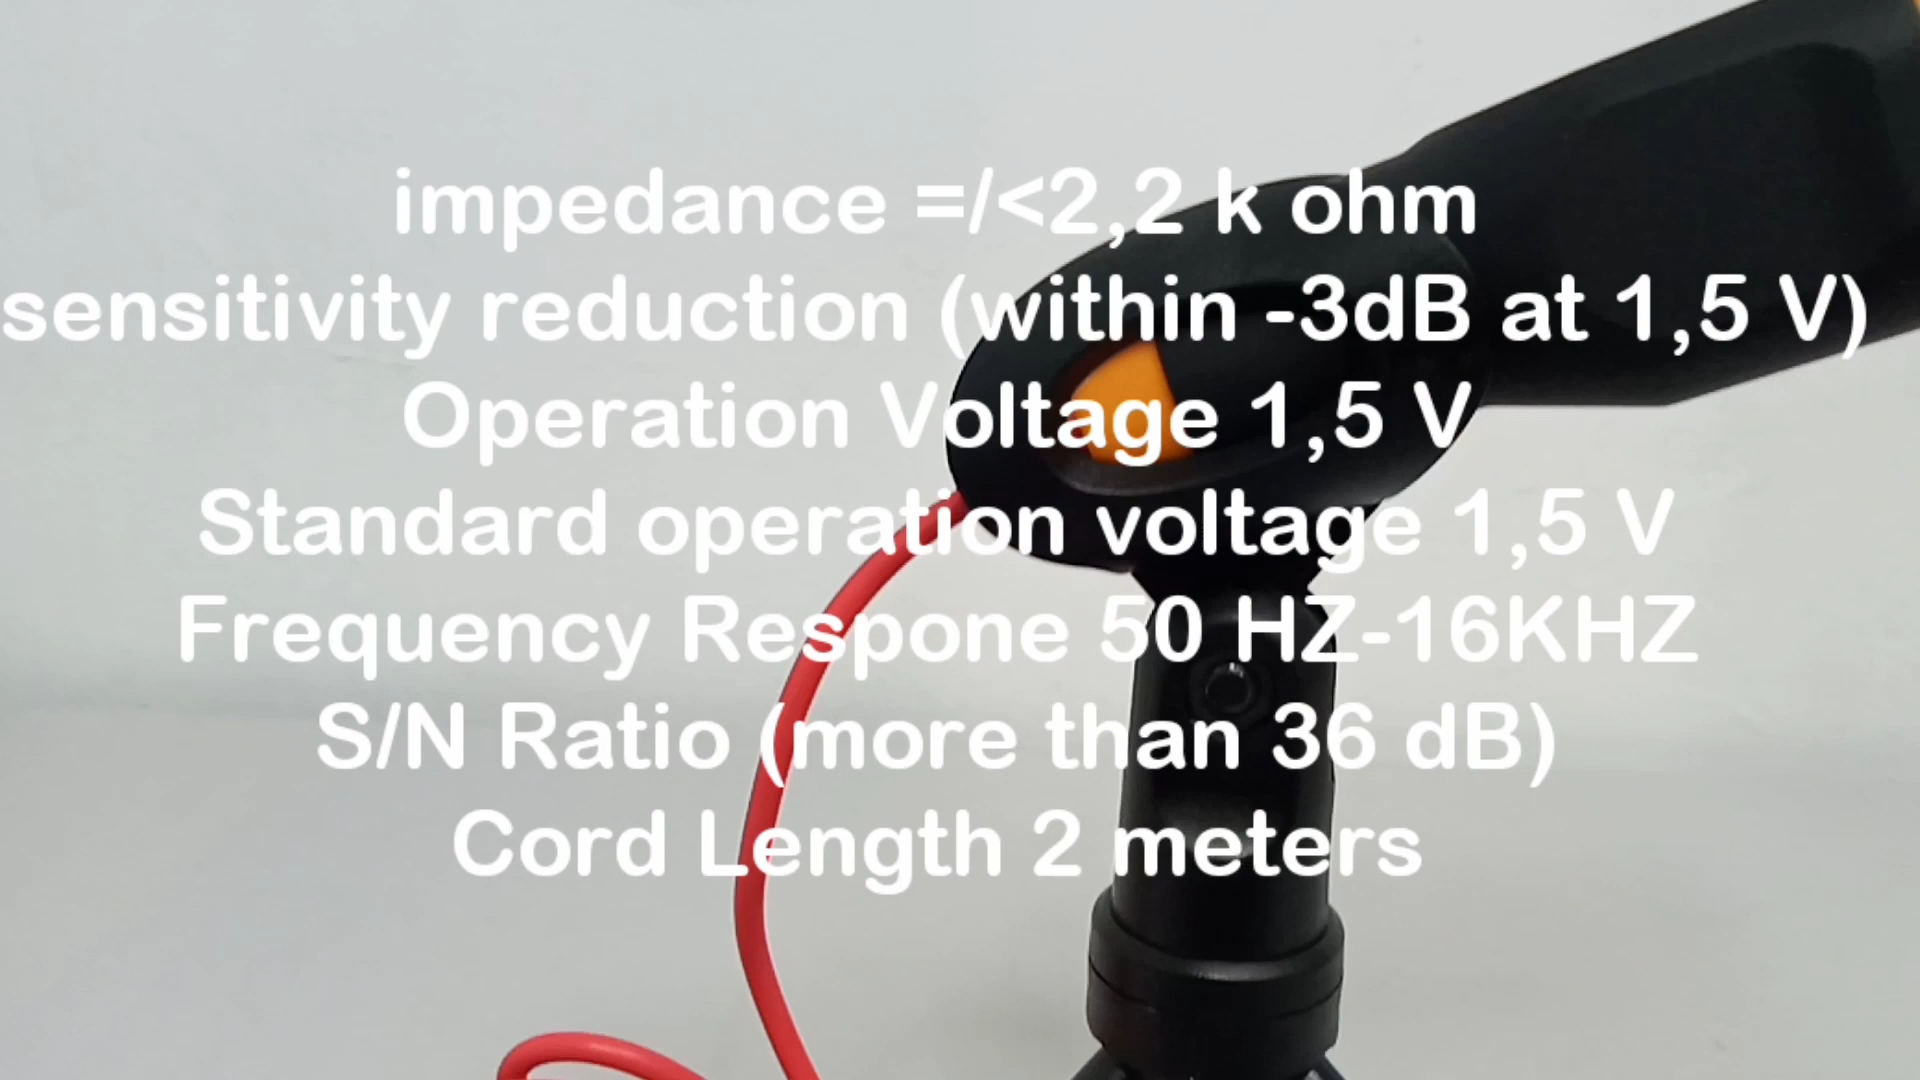 impedance =/<2,2 k ohm
sensitivity reduction (within -3dB at 1,5 V)
Operation Voltage 1,5 V
Standard operation voltage 1,5 V
Frequency Respone 50 HZ-16KHZ
S/N Ratio (more than 36 dB)
Cord Length 2 meters